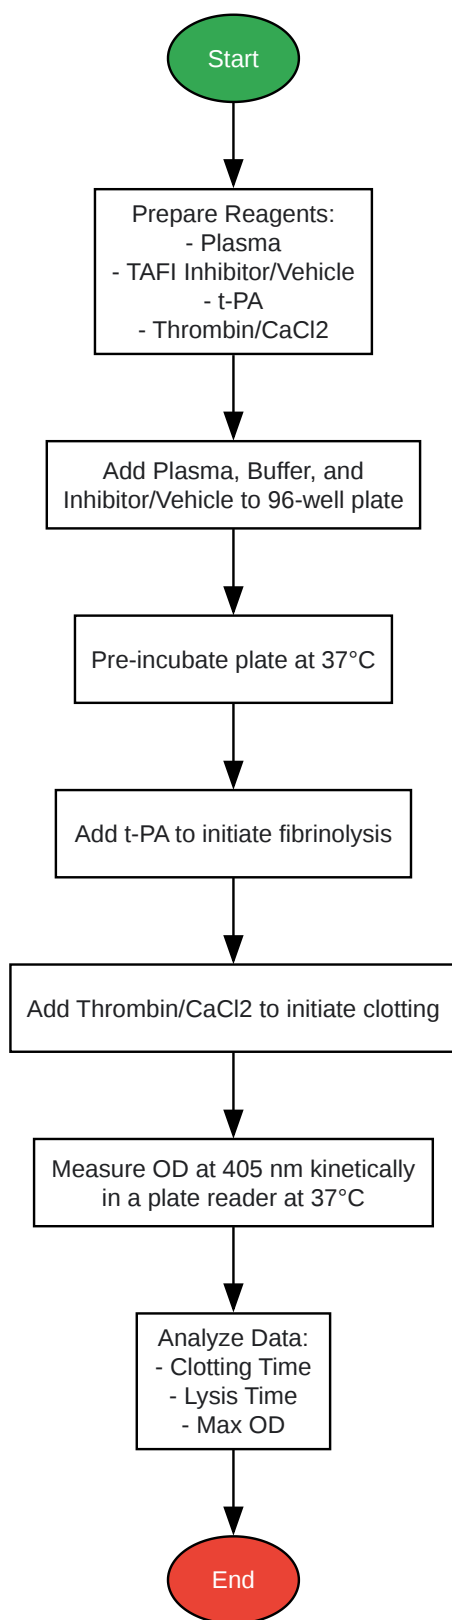 Start
Prepare Reagents:
- Plasma
- TAFI Inhibitor/Vehicle
- t-PA
- Thrombin/CaCl2
Add Plasma, Buffer, and
Inhibitor/Vehicle to 96-well plate
Pre-incubate plate at 37°C
Add t-PA to initiate fibrinolysis
Add Thrombin/CaCl2 to initiate clotting
Measure OD at 405 nm kinetically
in a plate reader at 37°C
Analyze Data:
- Clotting Time
- Lysis Time
- Max OD
End